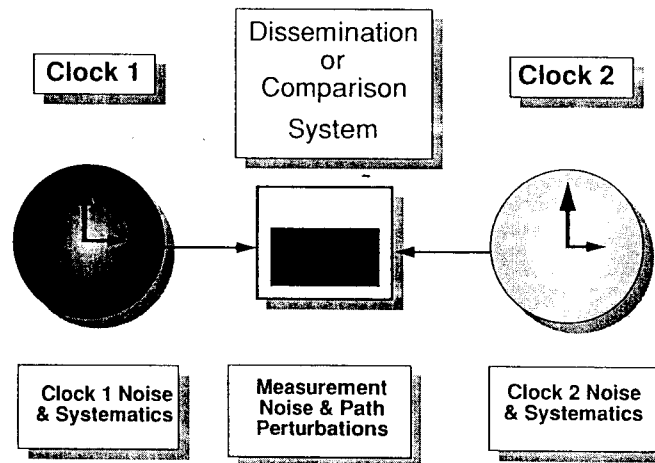 Clock 1
Dissemination
or
Comparison
System
Clock 2
Clock 1 Noise
& Systematics
Measurement
Noise & Path
Perturbations
Clock 2 Noise
& Systematics